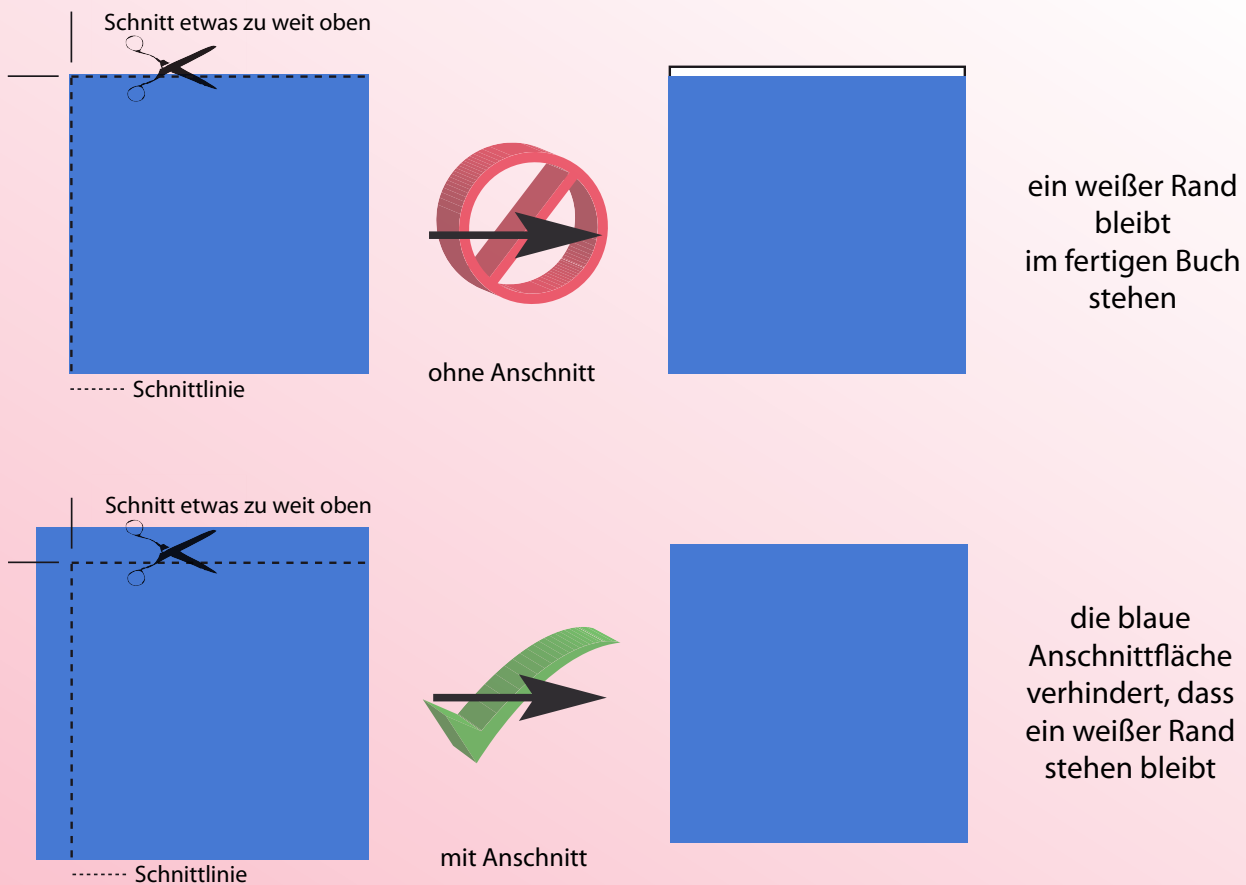 Schnitt etwas zu weit oben
ein weißer Rand
bleibt
im fertigen Buch
stehen
ohne Anschnitt
Schnittlinie
Schnitt etwas zu weit oben
die blaue
Anschnittfläche
verhindert, dass
ein weißer Rand
stehen bleibt
mit Anschnitt
Schnittlinie